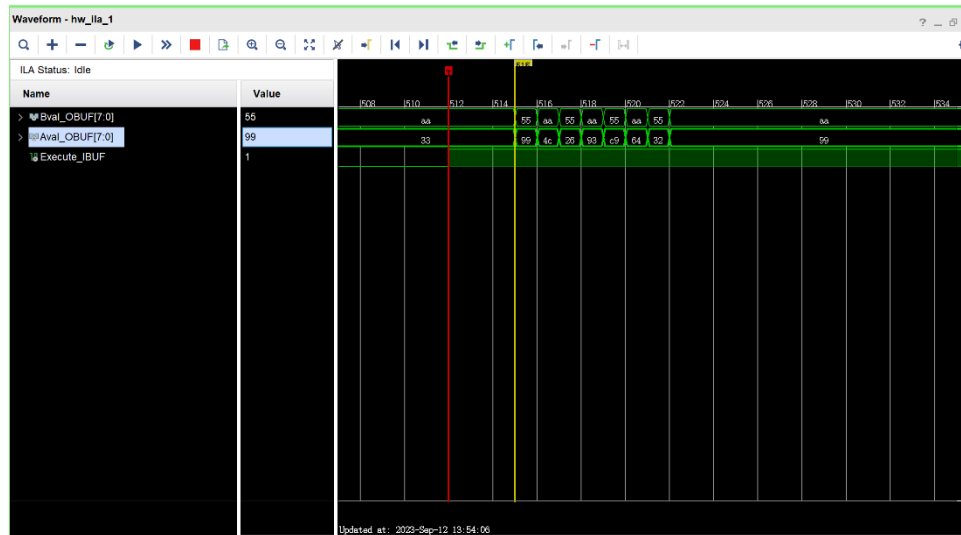 Waveform - hw_ila_1
? _
ILA Status: Idle
Name Value
515
508 510 512 514 516 518 520 522 524 526 528 530 532 534
> Bval_OBUF[7:0] 55 aa 55 aa 55 aa 55 aa 55 aa
> Aval_OBUF[7:0] 99 33 99 4c 26 93 c9 64 32 99
Execute_IBUF 1
Updated at: 2023-Sep-12 13:54:06